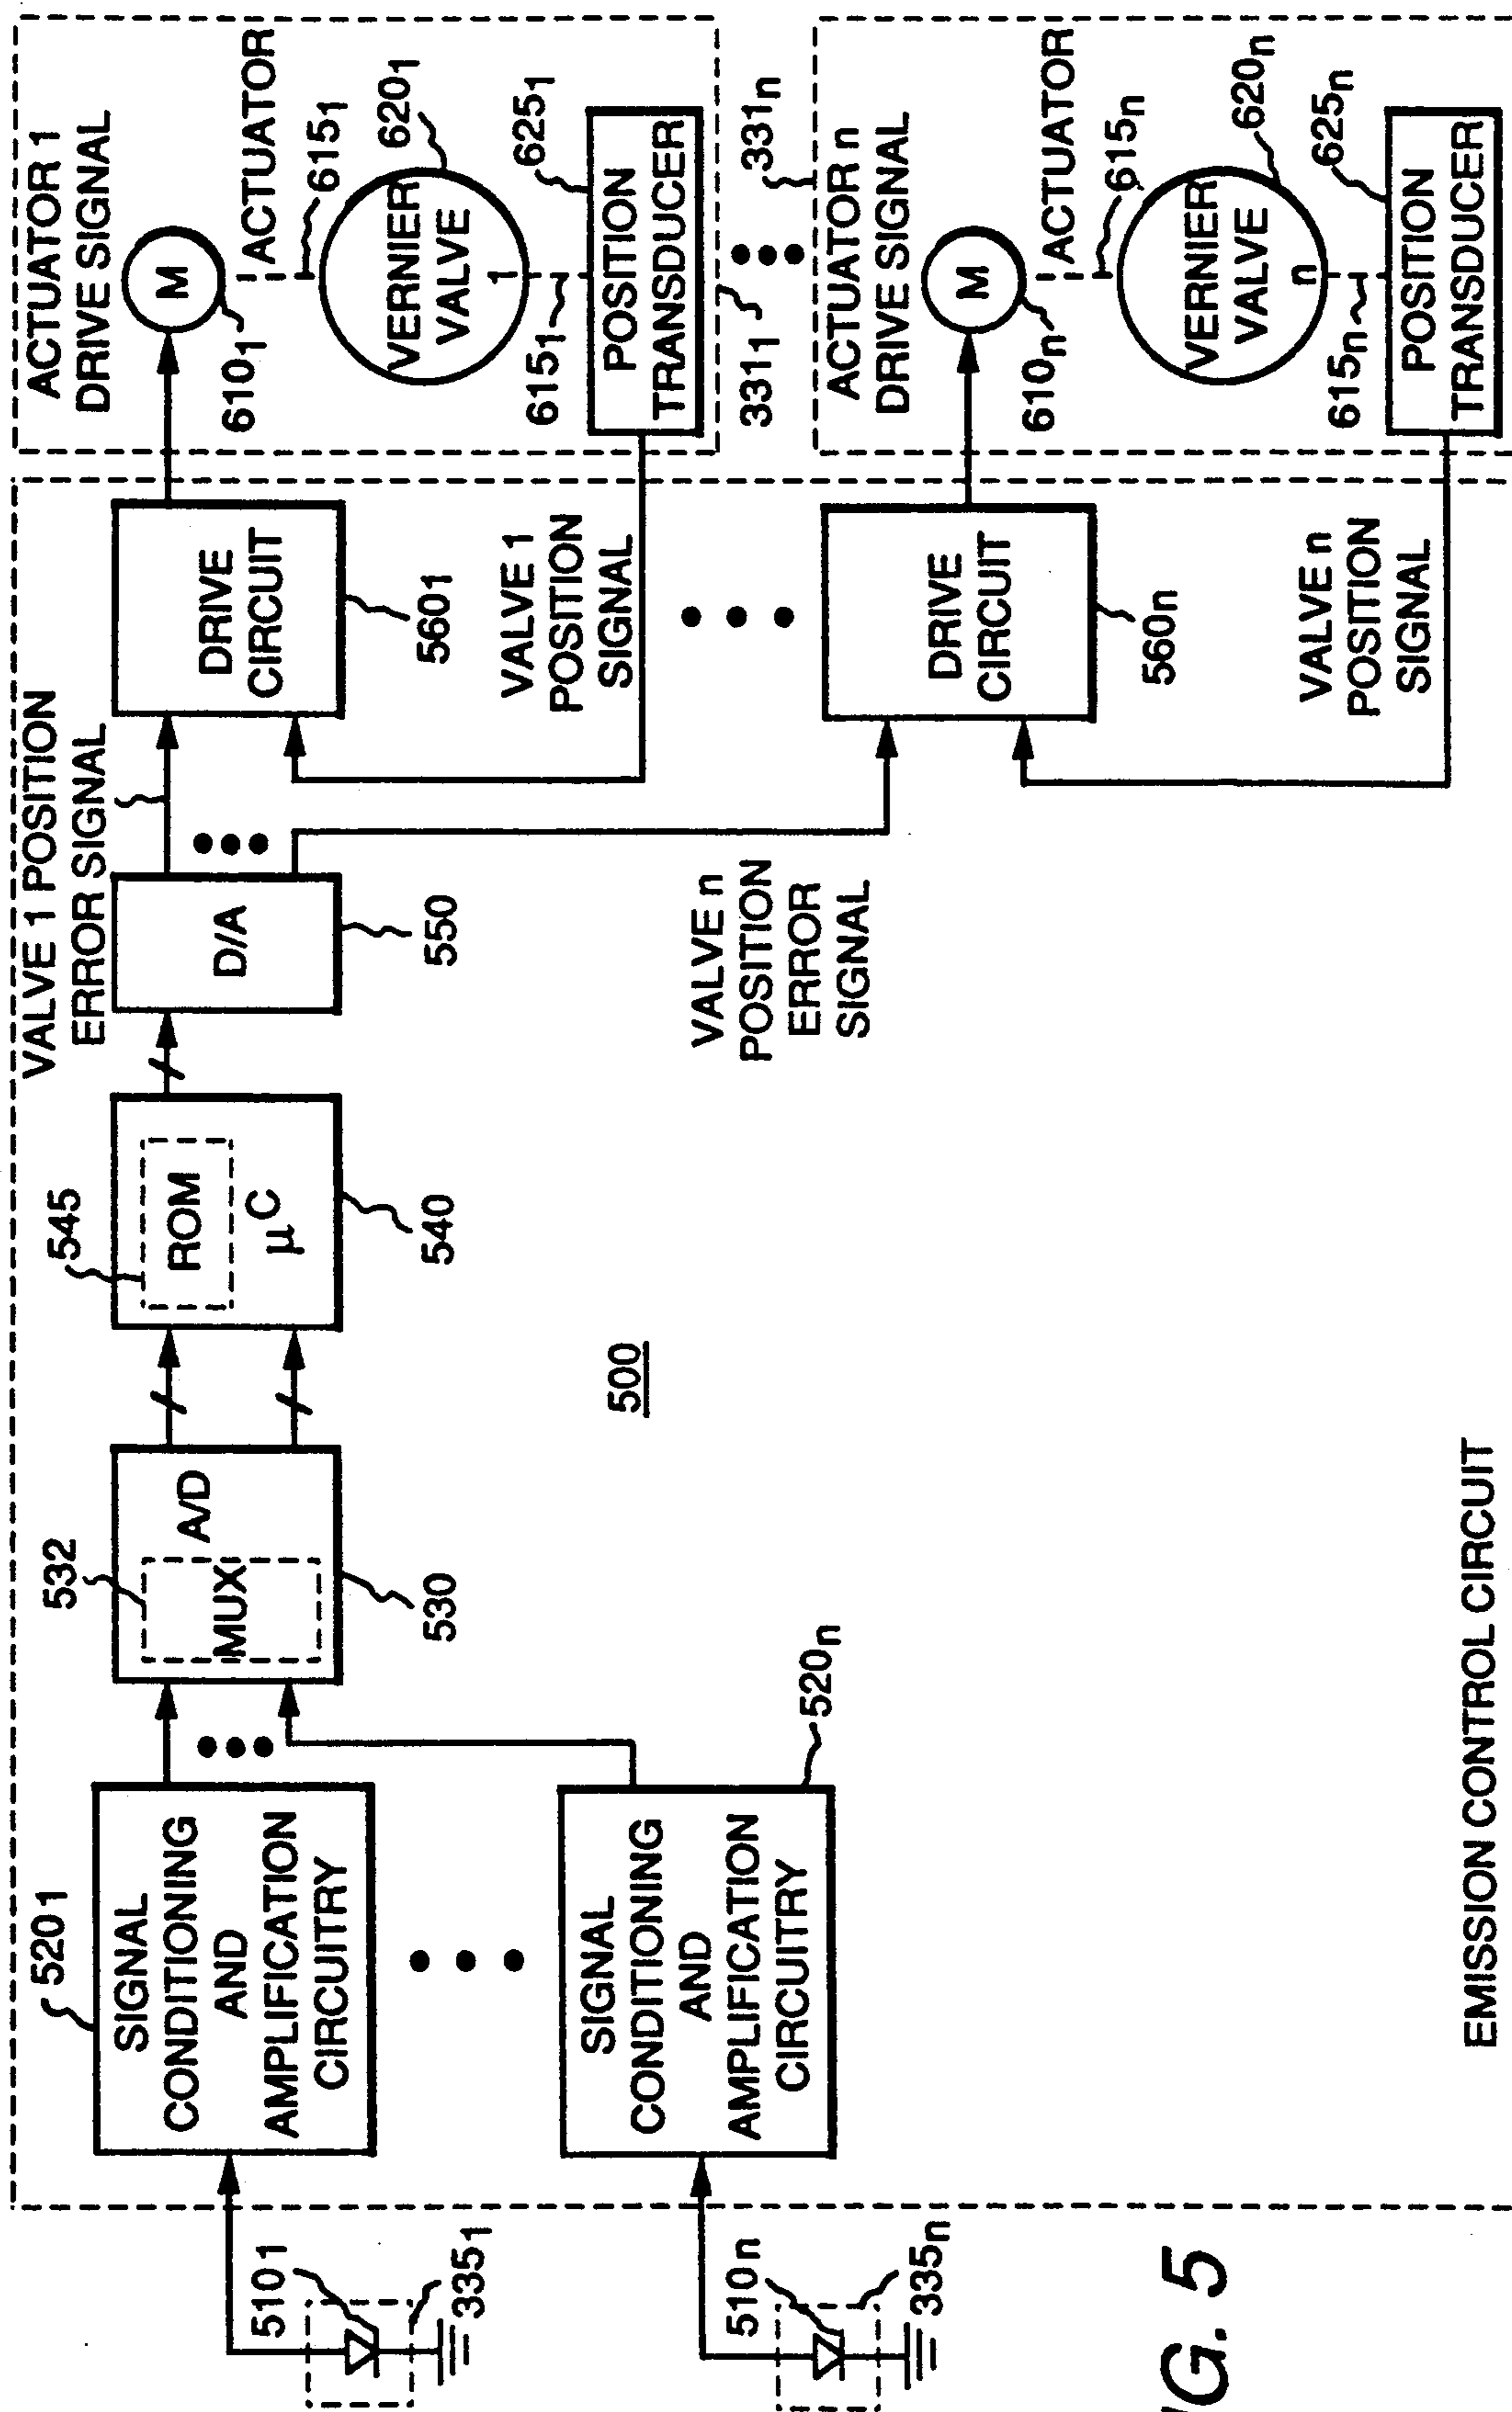 ACTUATOR 1
DRIVE SIGNAL
M
610₁
ACTUATOR
615₁
VERNIER
VALVE
1
620₁
615₁
POSITION
TRANSDUCER
625₁
331₁
331n
ACTUATOR n
DRIVE SIGNAL
M
610n
ACTUATOR
615n
VERNIER
VALVE
n
620n
615n
POSITION
TRANSDUCER
625n
VALVE 1 POSITION
ERROR SIGNAL
DRIVE
CIRCUIT
560₁
VALVE 1
POSITION
SIGNAL
DRIVE
CIRCUIT
560n
VALVE n
POSITION
SIGNAL
D/A
550
VALVE n
POSITION
ERROR
SIGNAL
545
ROM
μC
540
532
A/D
MUX
530
500
520₁
SIGNAL
CONDITIONING
AND
AMPLIFICATION
CIRCUITRY
SIGNAL
CONDITIONING
AND
AMPLIFICATION
CIRCUITRY
520n
EMISSION CONTROL CIRCUIT
510₁
335₁
510n
335n
IG. 5